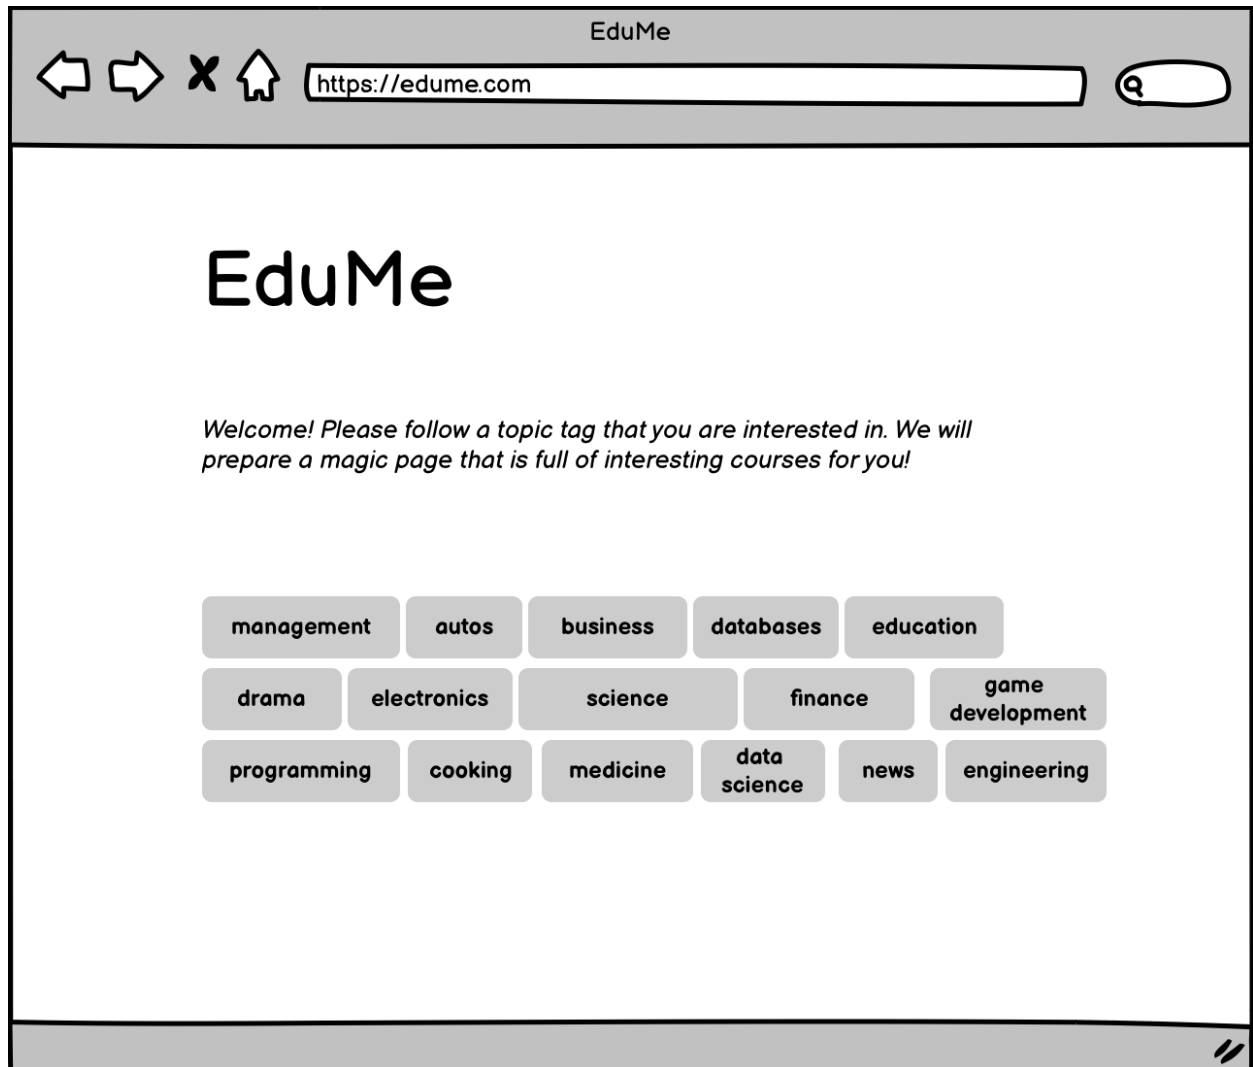 EduMe
https://edume.com
EduMe
Welcome! Please follow a topic tag that you are interested in. We will
prepare a magic page that is full of interesting courses for you!
management autos business databases education
drama electronics science finance game development
programming cooking medicine data science news engineering